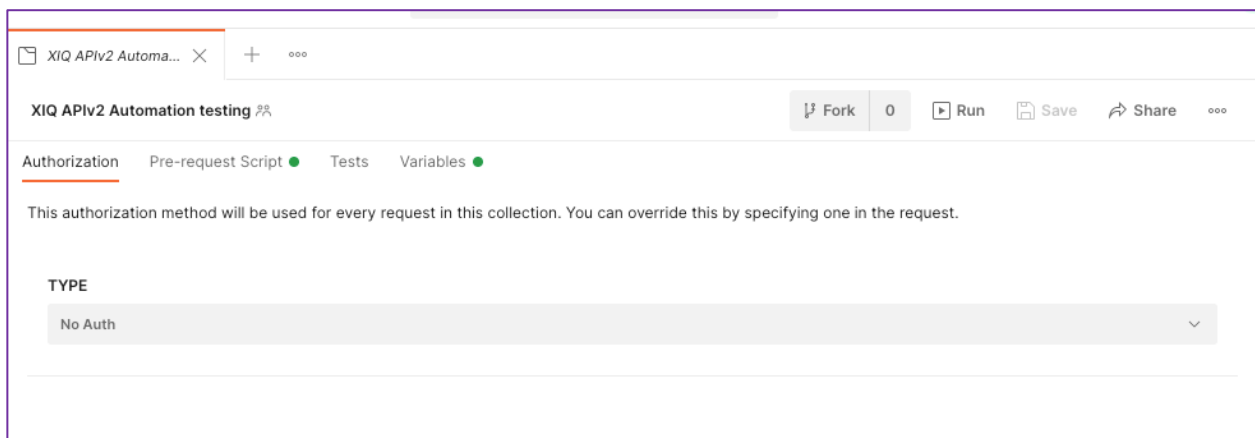 XIQ APIv2 Automa...
XIQ APIv2 Automation testing
Fork 0 Run Save Share
Authorization Pre-request Script Tests Variables
This authorization method will be used for every request in this collection. You can override this by specifying one in the request.
TYPE
No Auth